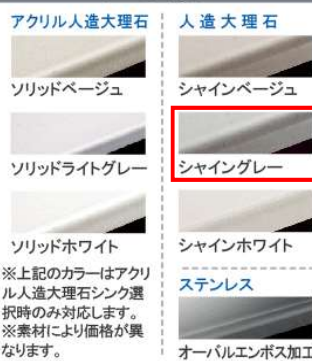 アクリル人造大理石
ソリッドベージュ
ソリッドライトグレー
ソリッドホワイト
※上記のカラーはアクリ
ル人造大理石シンク選
択時のみ対応します。
※素材により価格が異
なります。
人造大理石
シャインベージュ
シャイングレー
シャインホワイト
ステンレス
オーバルエンボス加工